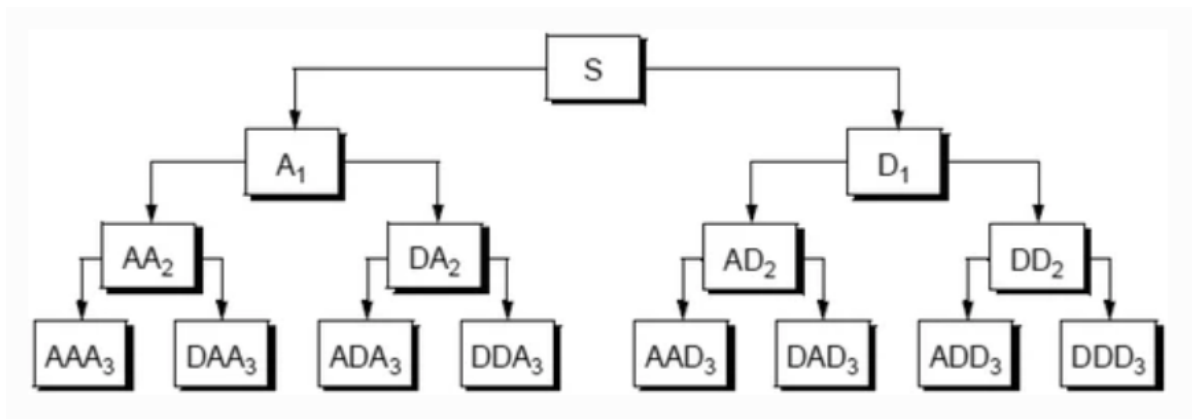 S
A₁ D₁
AA₂ DA₂ AD₂ DD₂
AAA₃ DAA₃ ADA₃ DDA₃ AAD₃ DAD₃ ADD₃ DDD₃